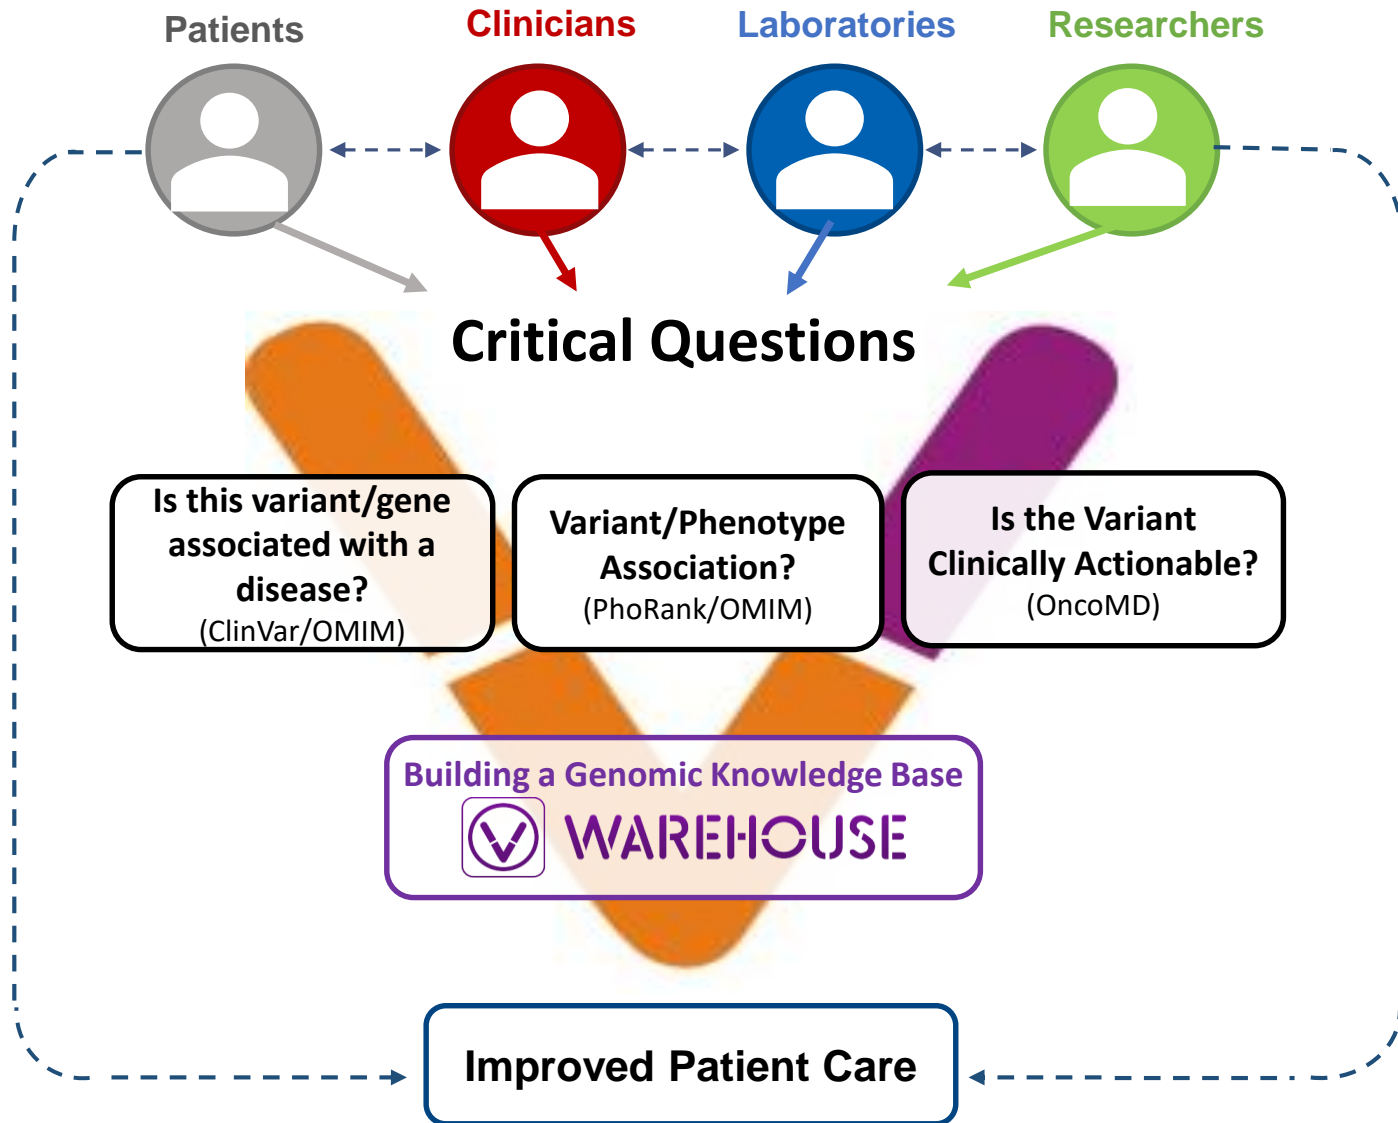 Patients
Clinicians
Laboratories
Researchers
Critical Questions
Is this variant/gene
associated with a
disease?
(ClinVar/OMIM)
Variant/Phenotype
Association?
(PhoRank/OMIM)
Is the Variant
Clinically Actionable?
(OncoMD)
Building a Genomic Knowledge Base
V WAREHOUSE
Improved Patient Care